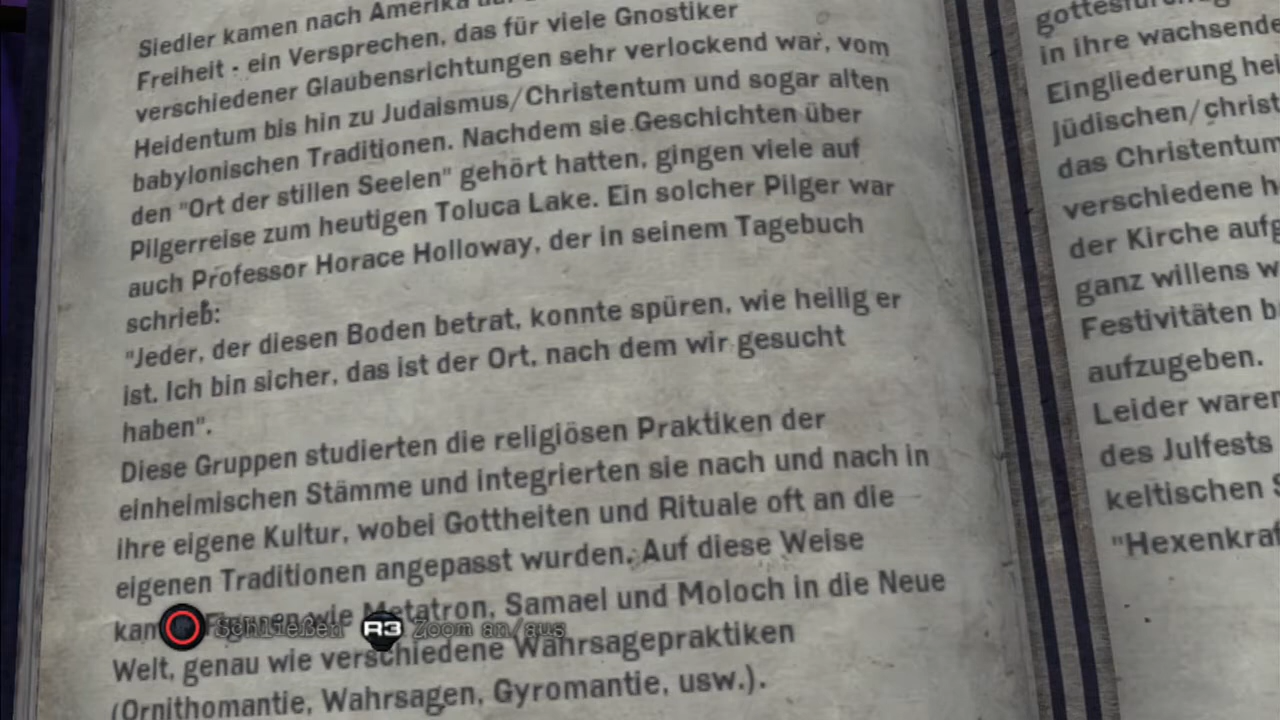 Siedler kamen nach Amerika
Freiheit - ein Versprechen, das für viele Gnostiker
verschiedener Glaubensrichtungen sehr verlockend war, vom
Heidentum bis hin zu Judaismus/Christentum und sogar alten
babylonischen Traditionen. Nachdem sie Geschichten über
den "Ort der stillen Seelen" gehört hatten, gingen viele auf
Pilgerreise zum heutigen Toluca Lake. Ein solcher Pilger war
auch Professor Horace Holloway, der in seinem Tagebuch
schrieb:
"Jeder, der diesen Boden betrat, konnte spüren, wie heilig er
ist. Ich bin sicher, das ist der Ort, nach dem wir gesucht
haben".
Diese Gruppen studierten die religiösen Praktiken der
einheimischen Stämme und integrierten sie nach und nach in
ihre eigene Kultur, wobei Gottheiten und Rituale oft an die
eigenen Traditionen angepasst wurden. Auf diese Weise
kamen Figuren wie Metatron, Samael und Moloch in die Neue
Welt, genau wie verschiedene Wahrsagepraktiken
(Ornithomantie, Wahrsagen, Gyromantie, usw.).
Schließen R3 Zoom an/aus
in ihre wachsende
Eingliederung
jüdischen/christ
das Christentum
verschiedene
der Kirche
ganz willens
Festivitäten
aufzugeben.
Leider waren
des Julfests
keltischen
"Hexenkraf